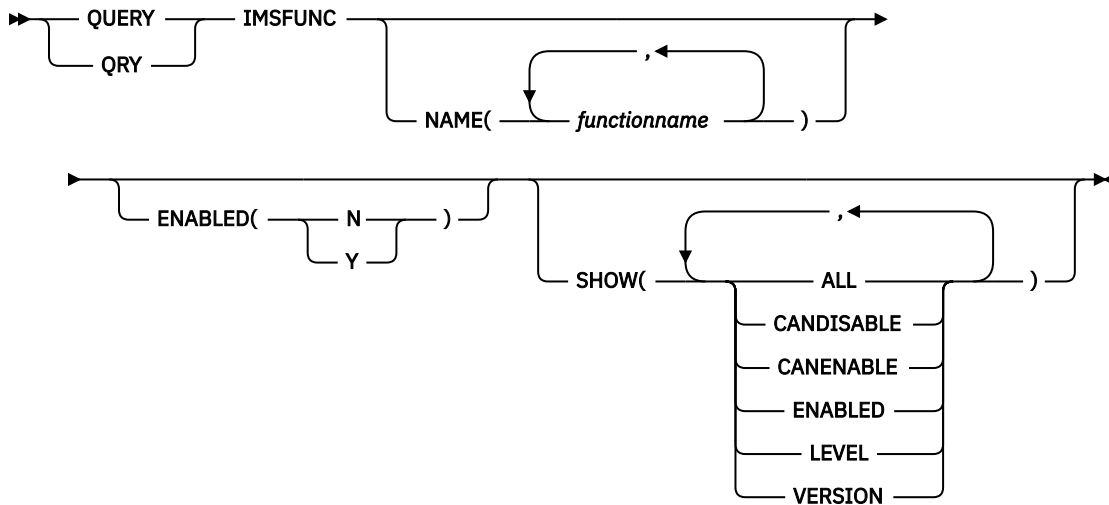 QUERY IMSFUNC
QRY
,
NAME( functionname )
ENABLED( N )
Y
,
SHOW( ALL )
CANDISABLE
CANENABLE
ENABLED
LEVEL
VERSION